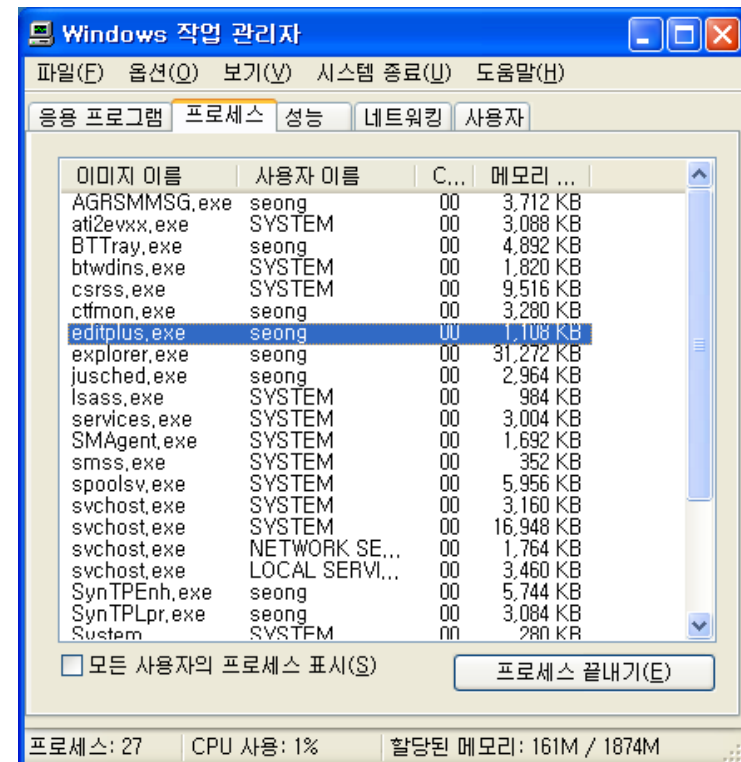 Windows 작업 관리자
파일(F) 옵션(O) 보기(V) 시스템 종료(U) 도움말(H)
응용 프로그램 프로세스 성능 네트워킹 사용자
이미지 이름 사용자 이름 C... 메모리 ...
AGRSMMSG.exe seong 00 3,712 KB
ati2evxx.exe SYSTEM 00 3,088 KB
BTTray.exe seong 00 4,892 KB
btwdins.exe SYSTEM 00 1,820 KB
csrss.exe SYSTEM 00 9,516 KB
ctfmon.exe seong 00 3,280 KB
editplus.exe seong 00 1,108 KB
explorer.exe seong 00 31,272 KB
jusched.exe seong 00 2,964 KB
lsass.exe SYSTEM 00 984 KB
services.exe SYSTEM 00 3,004 KB
SMAgent.exe SYSTEM 00 1,692 KB
smss.exe SYSTEM 00 352 KB
spoolsv.exe SYSTEM 00 5,956 KB
svchost.exe SYSTEM 00 3,160 KB
svchost.exe SYSTEM 00 16,948 KB
svchost.exe NETWORK SE... 00 1,764 KB
svchost.exe LOCAL SERVI... 00 3,460 KB
SynTPEnh.exe seong 00 5,744 KB
SynTPLpr.exe seong 00 3,084 KB
System SYSTEM 00 280 KB
모든 사용자의 프로세스 표시(S) 프로세스 끝내기(E)
프로세스: 27 CPU 사용: 1% 할당된 메모리: 161M / 1874M